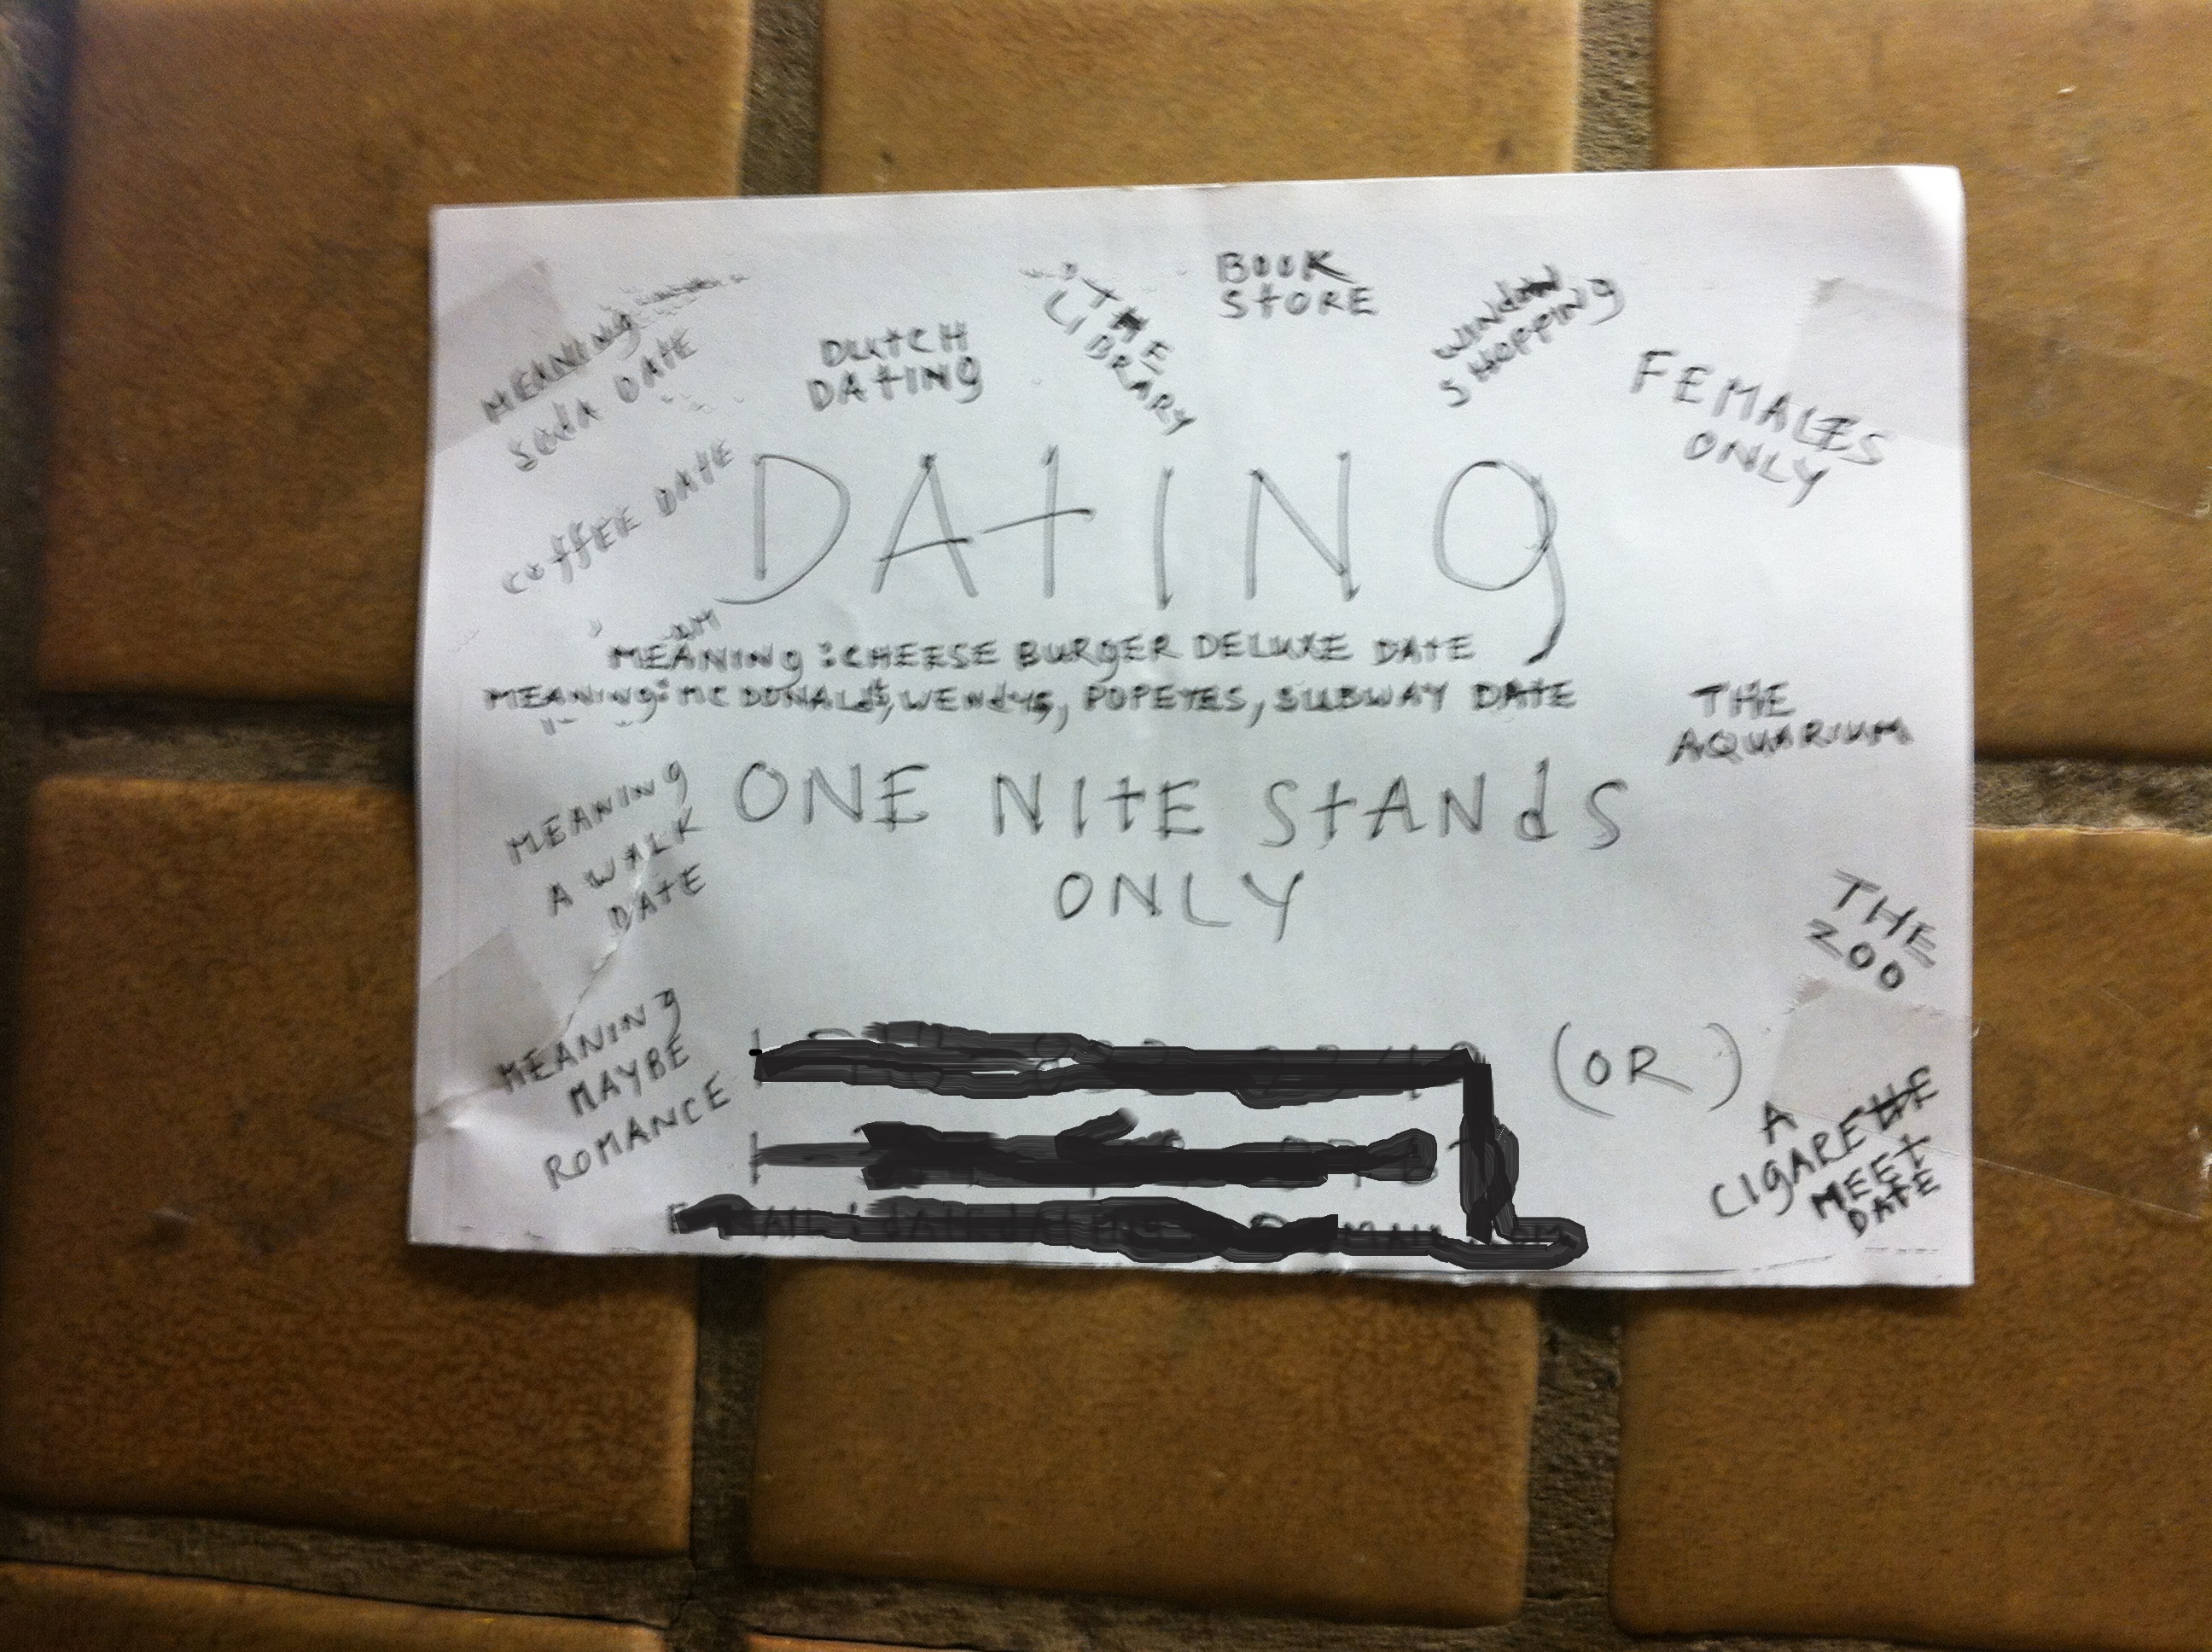 MEANING
SODA DATE
COFFEE DATE
DUTCH
DATING
THE
LIBRARY
BOOK
STORE
WINDOW
SHOPPING
FEMALES
ONLY
DATING
MEANING: CHEESE BURGER DELUXE DATE
MEANING: MC DONALDS, WENDYS, POPEYES, SUBWAY DATE
THE
AQUARIUM
ONE NITE STANDS
ONLY
MEANING
A WALK
DATE
THE
ZOO
MEANING
MAYBE
ROMANCE
(OR)
A
CIGARETTE
MEET
DATE